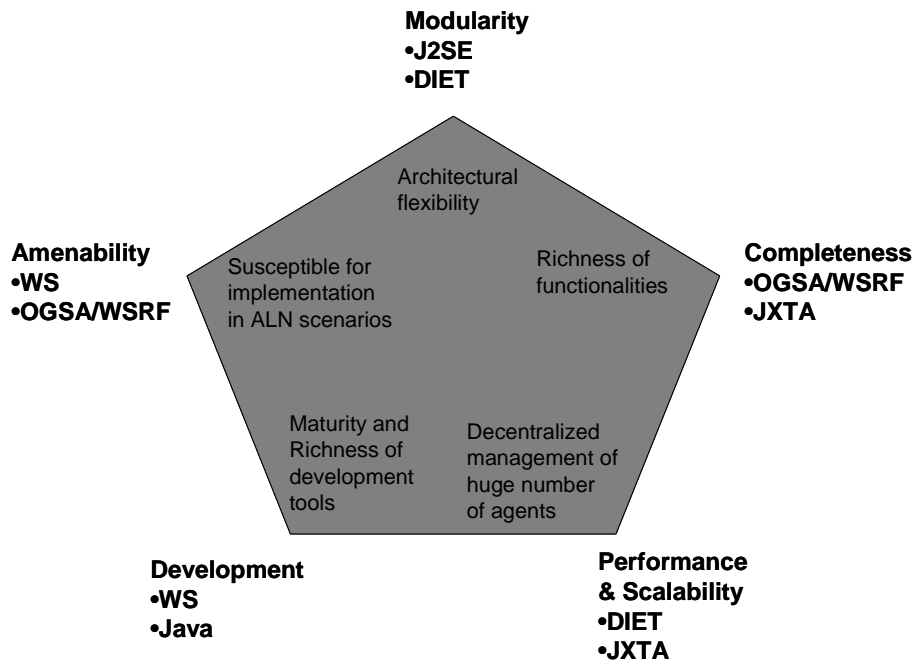 Modularity
•J2SE
•DIET
Architectural
flexibility
Amenability
•WS
•OGSA/WSRF
Susceptible for
implementation
in ALN scenarios
Richness of
functionalities
Completeness
•OGSA/WSRF
•JXTA
Maturity and
Richness of
development
tools
Decentralized
management of
huge number
of agents
Development
•WS
•Java
Performance
& Scalability
•DIET
•JXTA